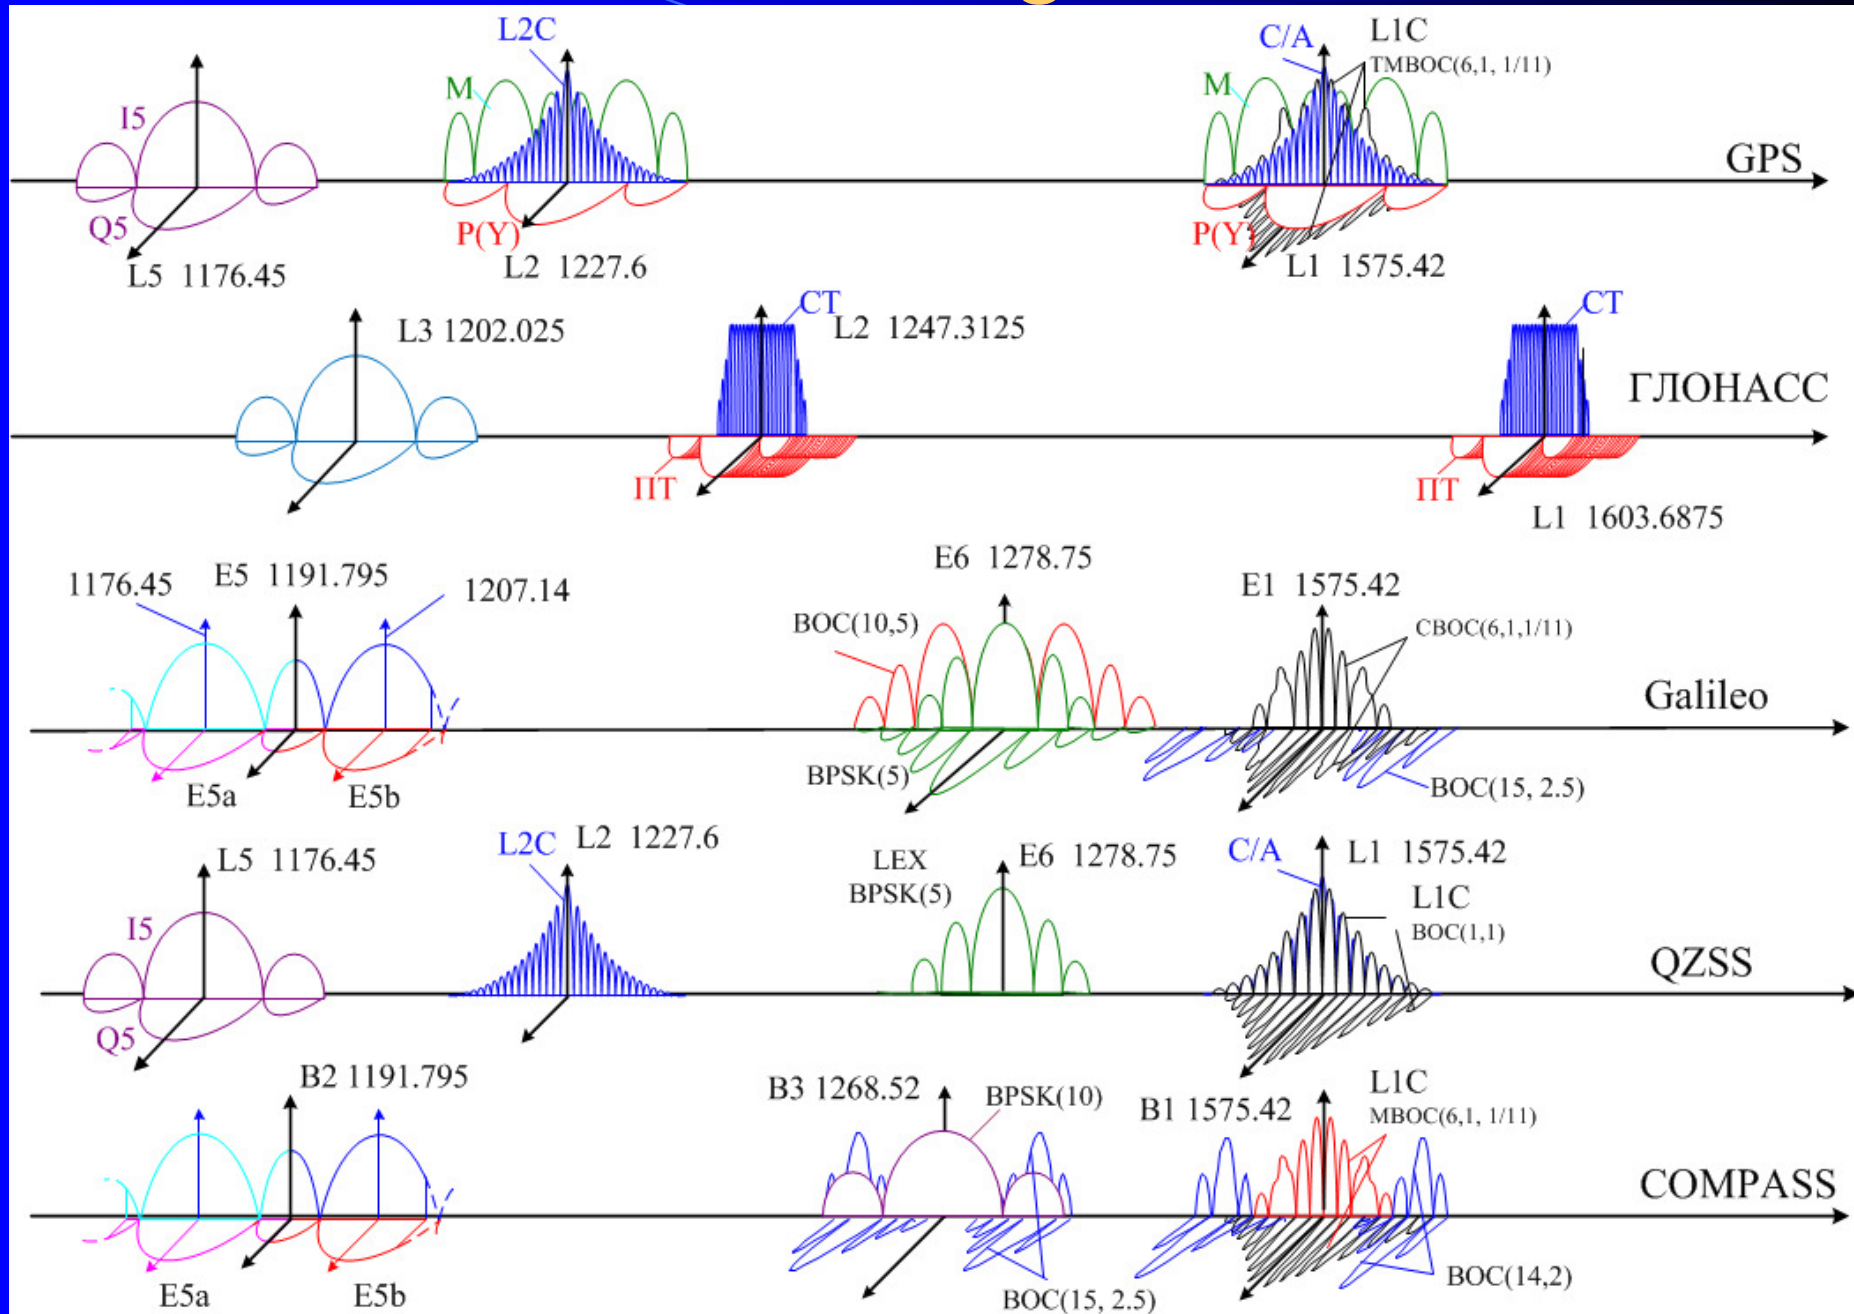 L2C
C/A
L1C
TMBOC(6,1, 1/11)
M
M
I5
GPS
Q5
P(Y)
P(Y)
L5 1176.45
L2 1227.6
L1 1575.42
СТ
СТ
L3 1202.025
L2 1247.3125
ГЛОНАСС
ПТ
ПТ
L1 1603.6875
1176.45
E5 1191.795
1207.14
E6 1278.75
E1 1575.42
BOC(10,5)
CBOC(6,1,1/11)
Galileo
BPSK(5)
E5a
E5b
BOC(15, 2.5)
L5 1176.45
L2C
L2 1227.6
LEX
BPSK(5)
E6 1278.75
C/A
L1 1575.42
L1C
BOC(1,1)
I5
QZSS
Q5
B2 1191.795
B3 1268.52
BPSK(10)
B1 1575.42
L1C
MBOC(6,1, 1/11)
COMPASS
E5a
E5b
BOC(15, 2.5)
BOC(14,2)